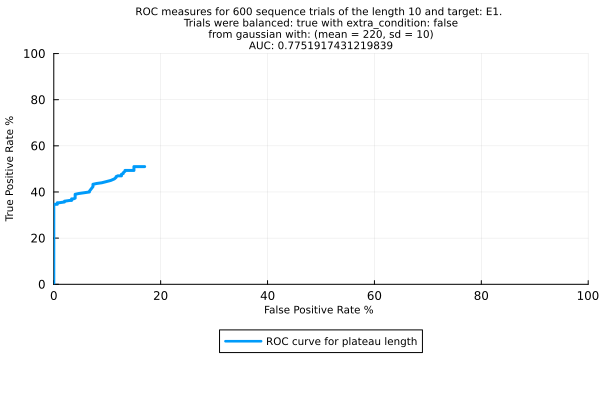 ROC measures for 600 sequence trials of the length 10 and target: E1.
Trials were balanced: true with extra_condition: false
from gaussian with: (mean = 220, sd = 10)
AUC: 0.7751917431219839
100
80
60
40
20
0
True Positive Rate %
0 20 40 60 80 100
False Positive Rate %
ROC curve for plateau length